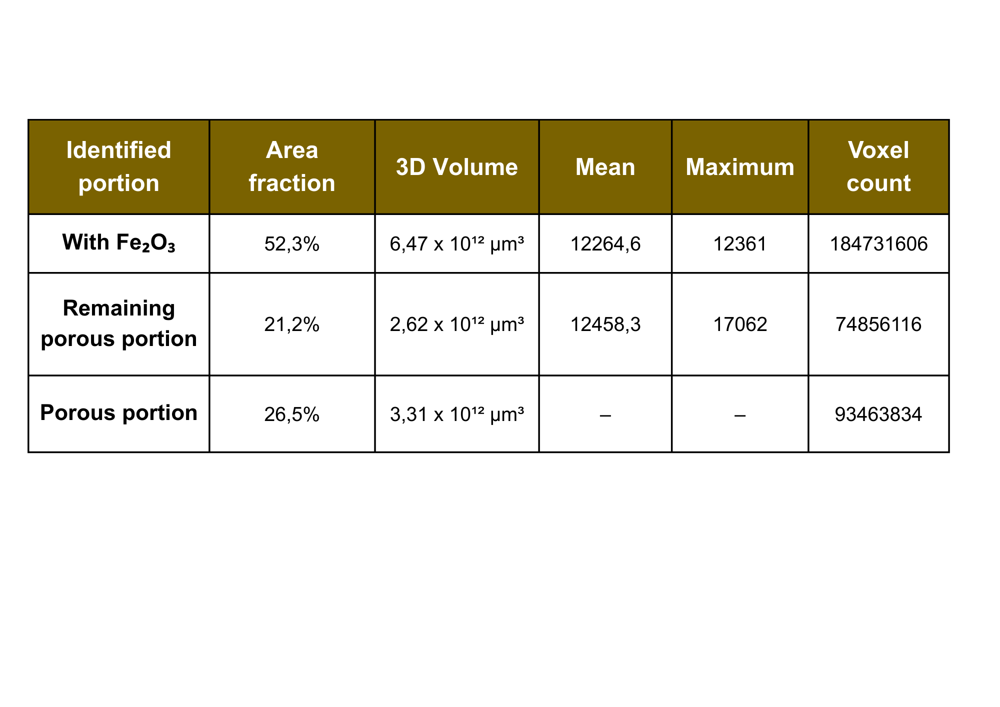 Identified portion
Area fraction
3D Volume
Mean
Maximum
Voxel count
With Fe₂O₃
52,3%
6,47 x 10¹² µm³
12264,6
12361
184731606
Remaining porous portion
21,2%
2,62 x 10¹² µm³
12458,3
17062
74856116
Porous portion
26,5%
3,31 x 10¹² µm³
–
–
93463834